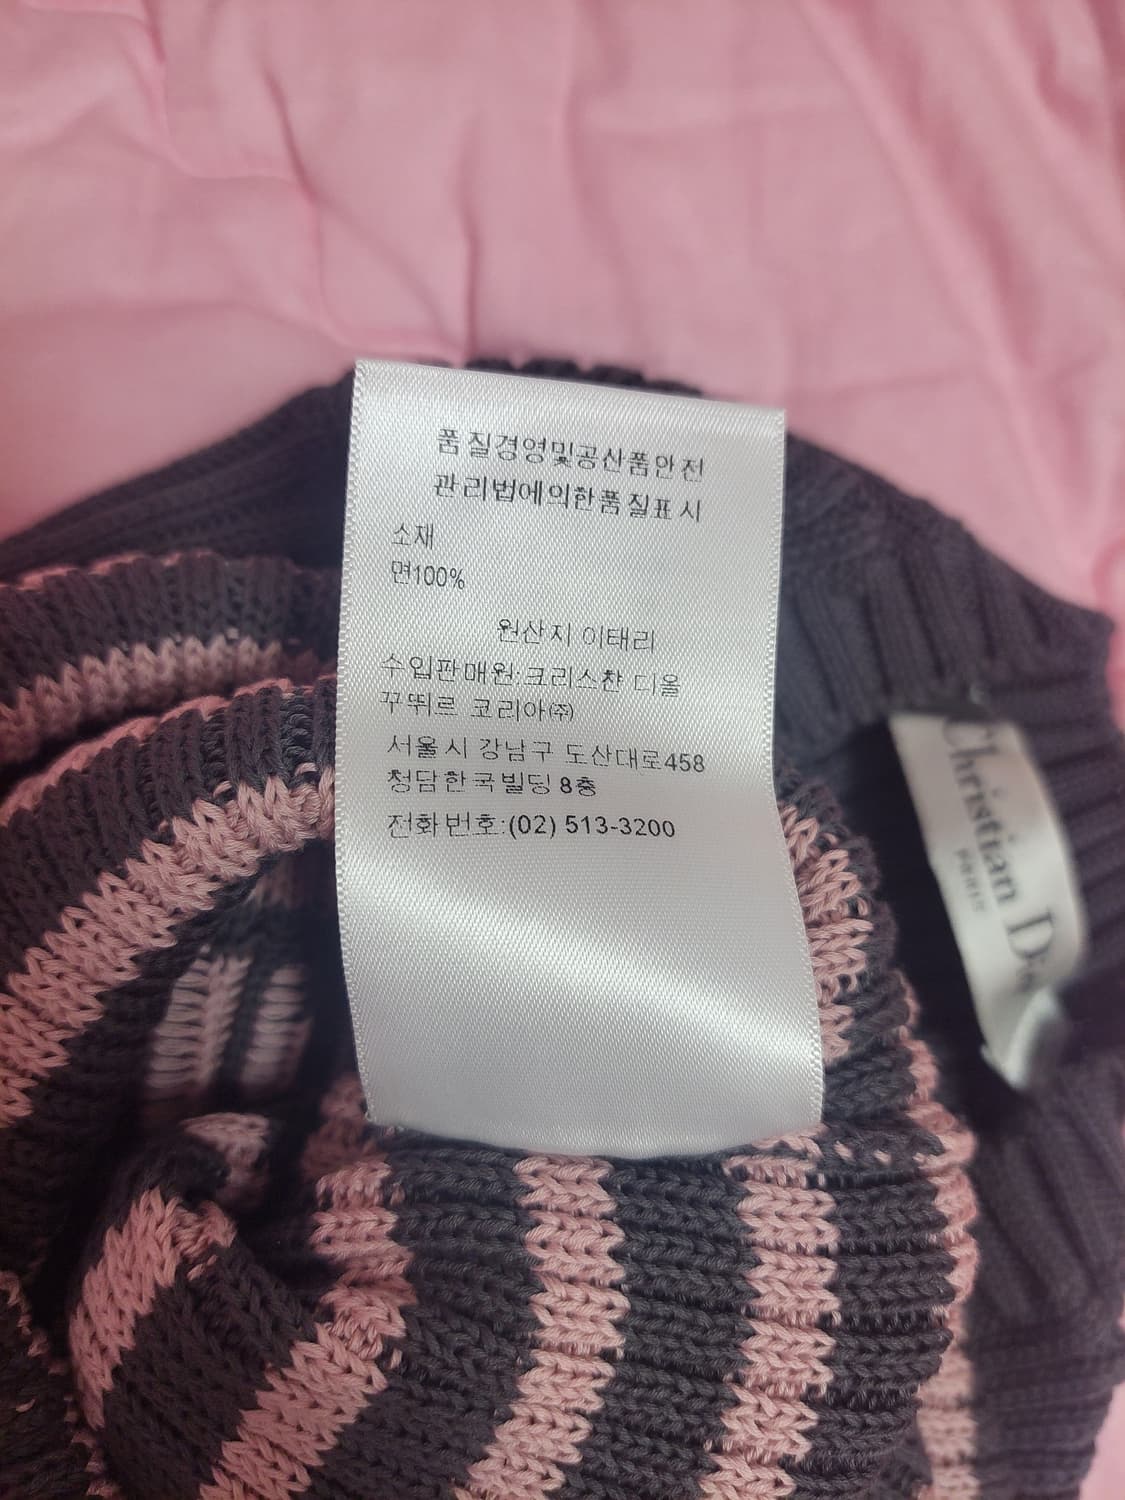 품질경영및공산품안전
관리법에의한품질표시
소재
면100%
원산지 이태리
수입판매원:크리스챤 디올
꾸뛰르 코리아㈜
서울시 강남구 도산대로458
청담한국빌딩 8층
전화번호:(02) 513-3200
Christian
PARIS